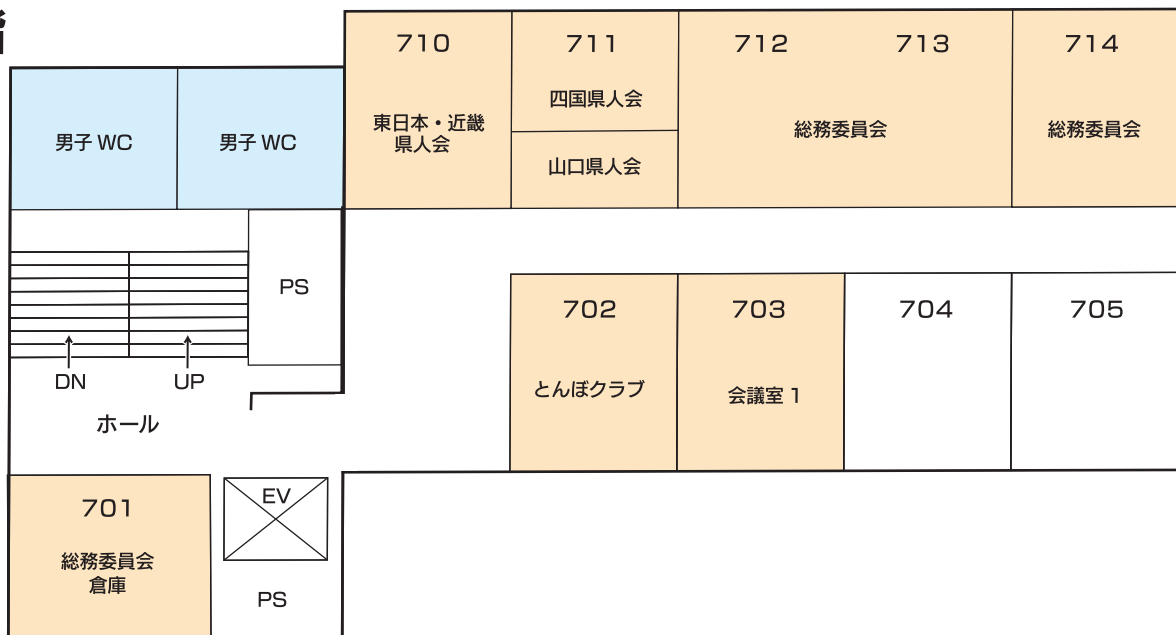 710
711
712
713
714
四国県人会
東日本・近畿
県人会
総務委員会
総務委員会
男子 WC
男子 WC
山口県人会
PS
702
703
704
705
DN
UP
とんぼクラブ
会議室 1
ホール
EV
701
総務委員会
倉庫
PS